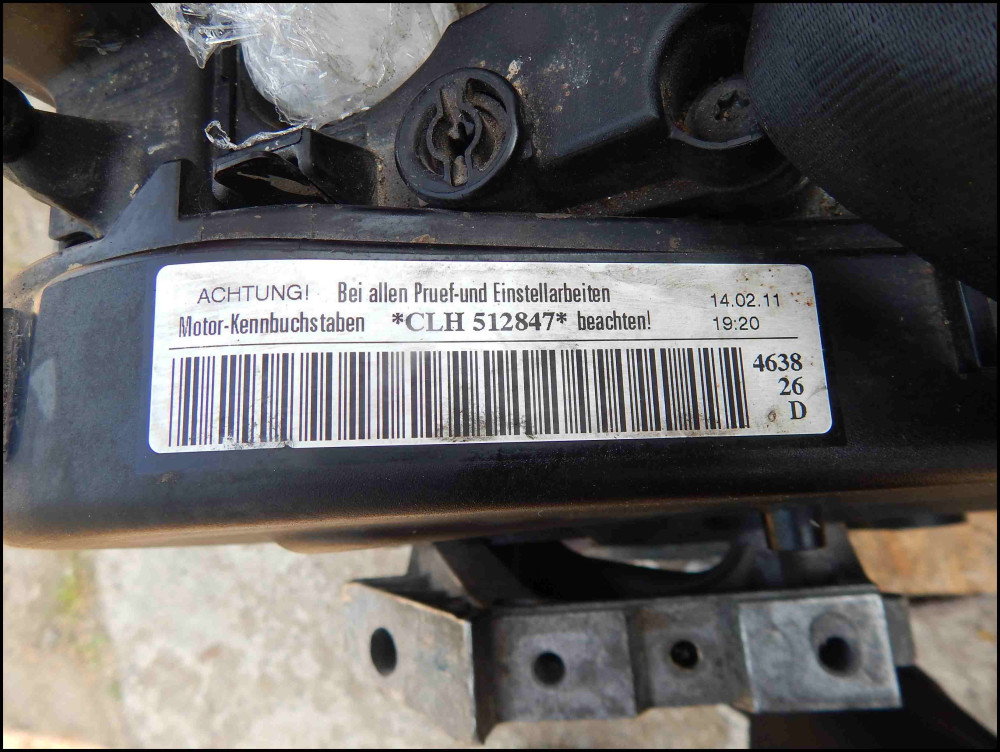 ACHTUNG! Bei allen Pruef-und Einstellarbeiten 14.02.11
Motor-Kennbuchstaben *CLH 512847* beachten! 19:20
4638
26
D